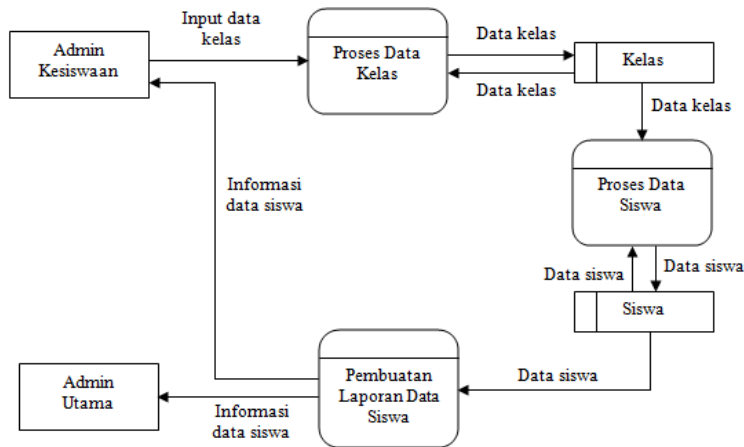 Input data
kelas
Admin
Kesiswaan
Proses Data
Kelas
Data kelas
Data kelas
Kelas
Data kelas
Proses Data
Siswa
Informasi
data siswa
Data siswa
Data siswa
Siswa
Data siswa
Pembuatan
Laporan Data
Siswa
Admin
Utama
Informasi
data siswa